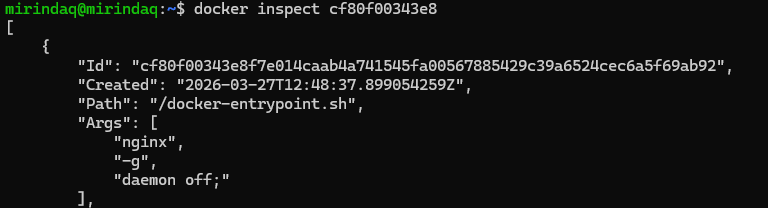 mirindaq@mirindaq:~$ docker inspect cf80f00343e8
[
    {
        "Id": "cf80f00343e8f7e014caab4a741545fa00567885429c39a6524cec6a5f69ab92",
        "Created": "2026-03-27T12:48:37.899054259Z",
        "Path": "/docker-entrypoint.sh",
        "Args": [
            "nginx",
            "-g",
            "daemon off;"
        ],